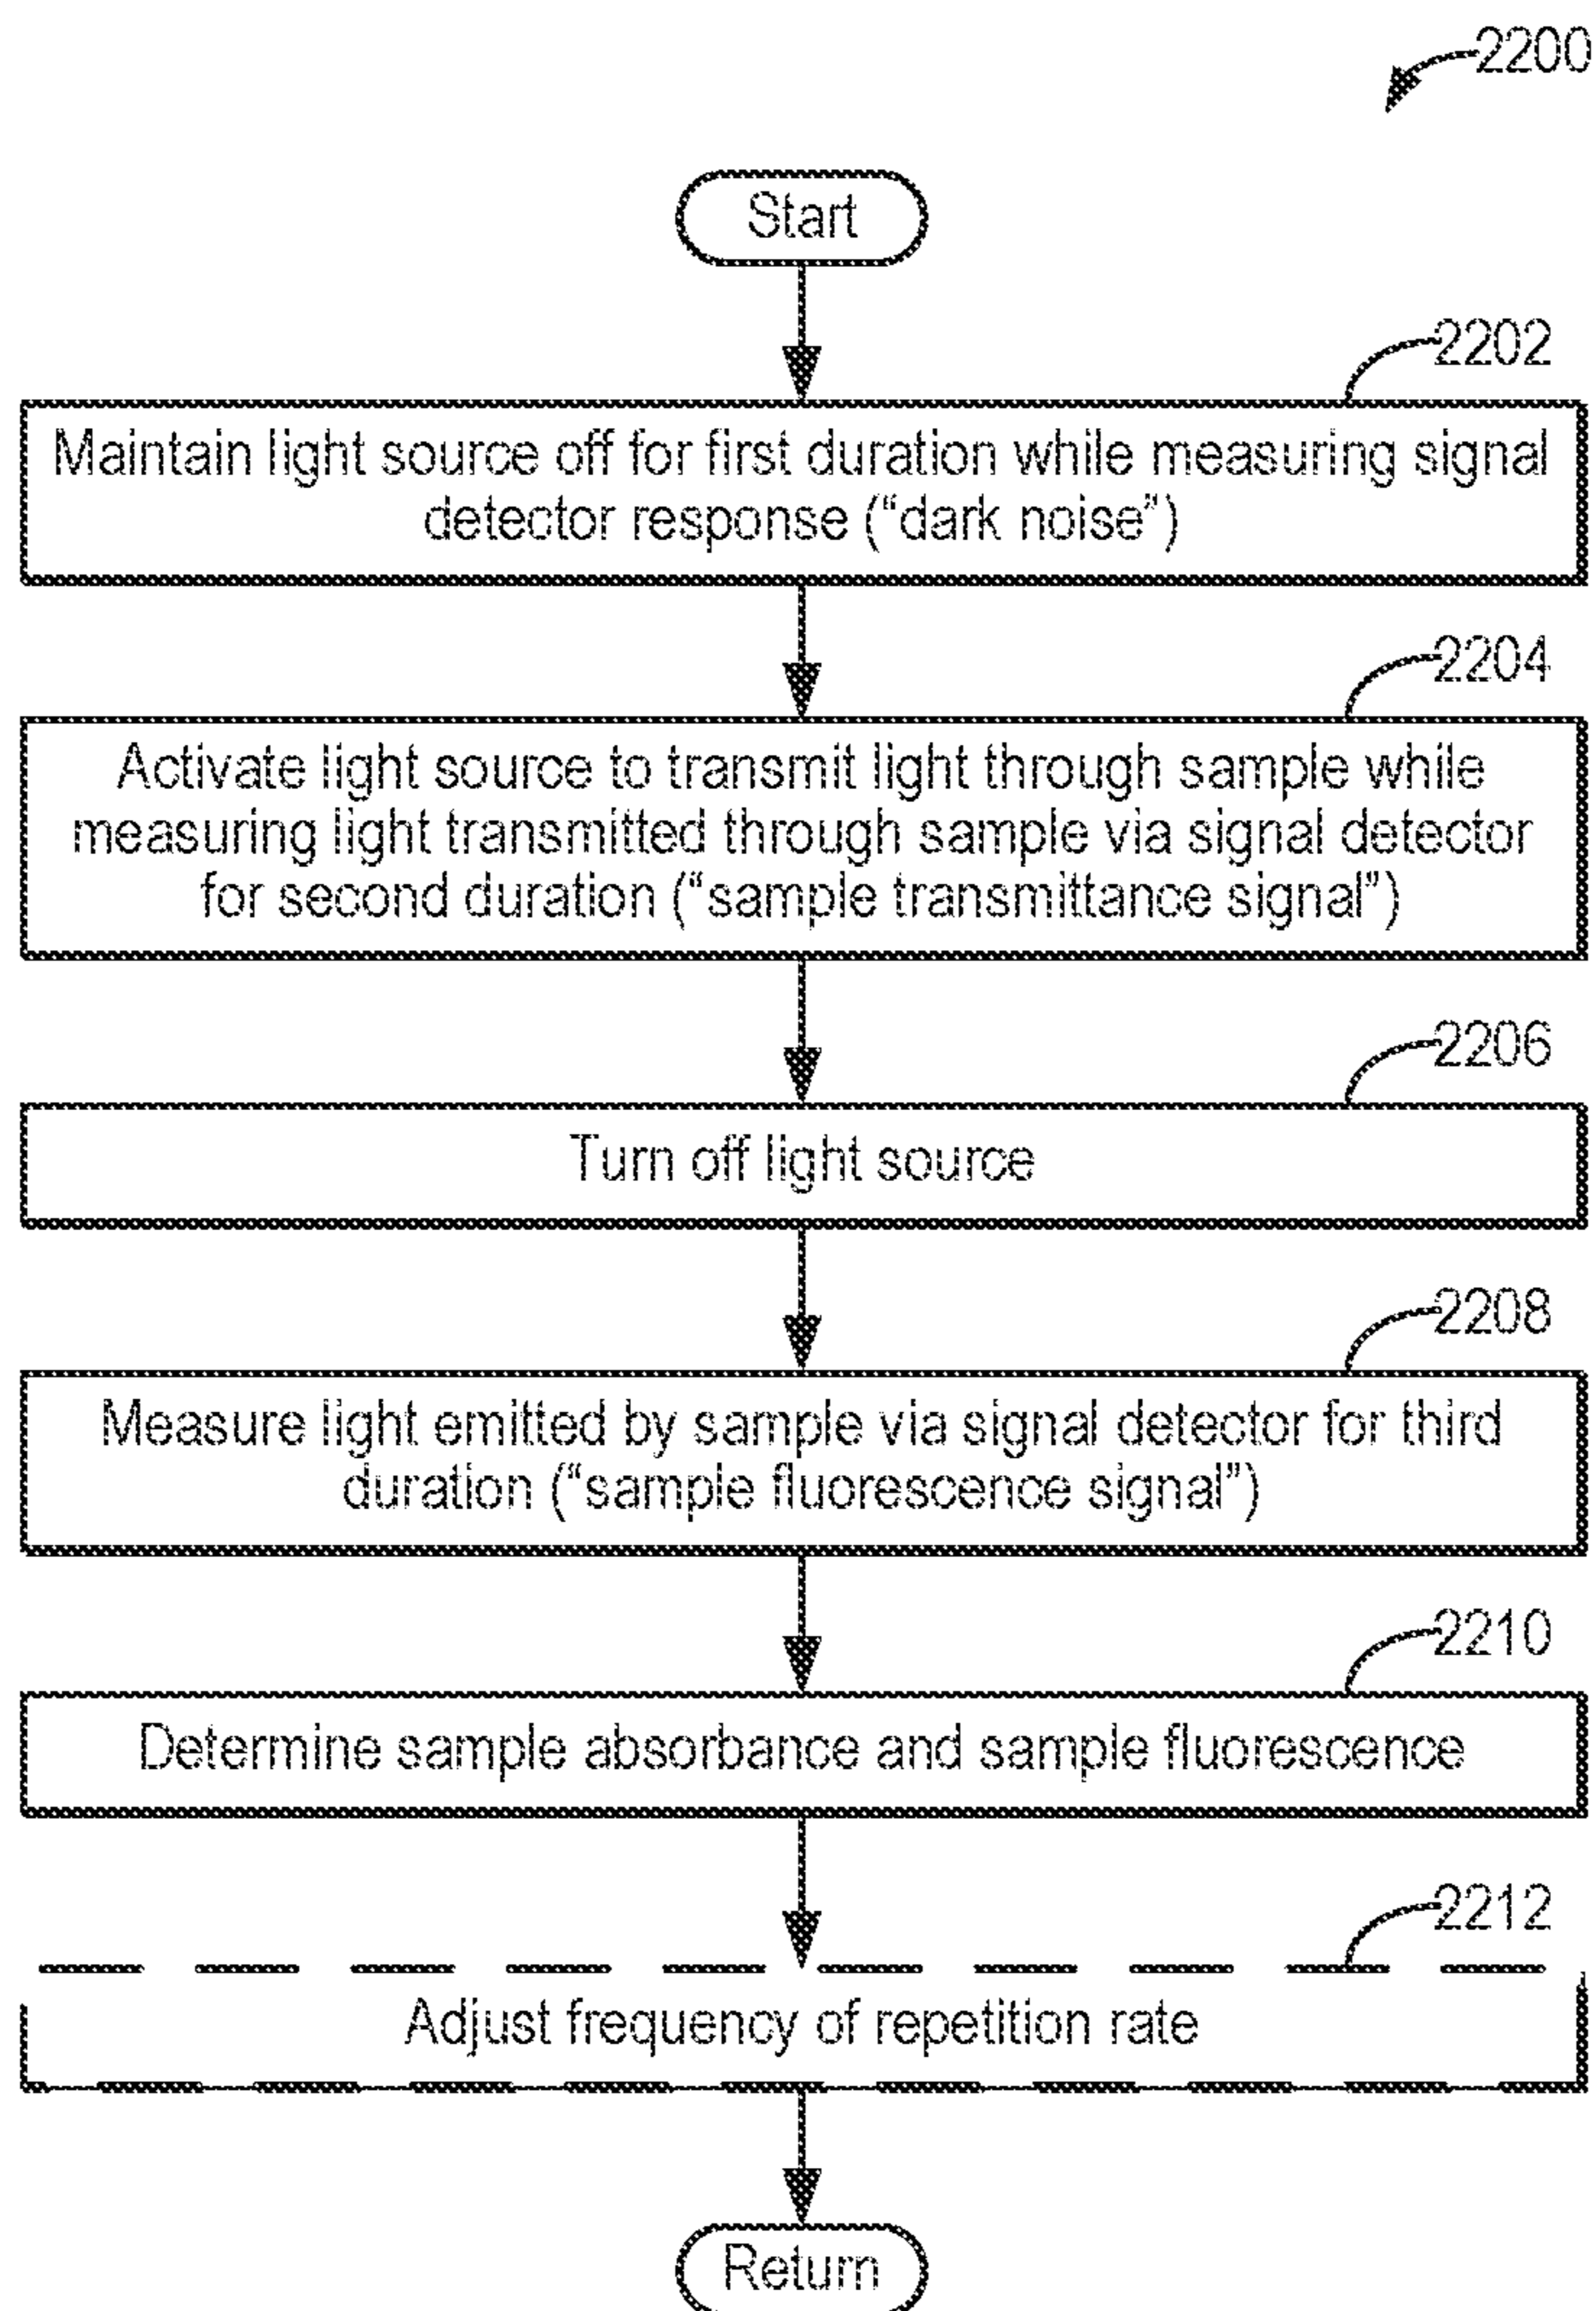 2200
Start
2202
Maintain light source off for first duration while measuring signal
detector response (“dark noise”)
2204
Activate light source to transmit light through sample while
measuring light transmitted through sample via signal detector
for second duration (“sample transmittance signal”)
2206
Turn off light source
2208
Measure light emitted by sample via signal detector for third
duration (“sample fluorescence signal”)
2210
Determine sample absorbance and sample fluorescence
2212
Adjust frequency of repetition rate
Return